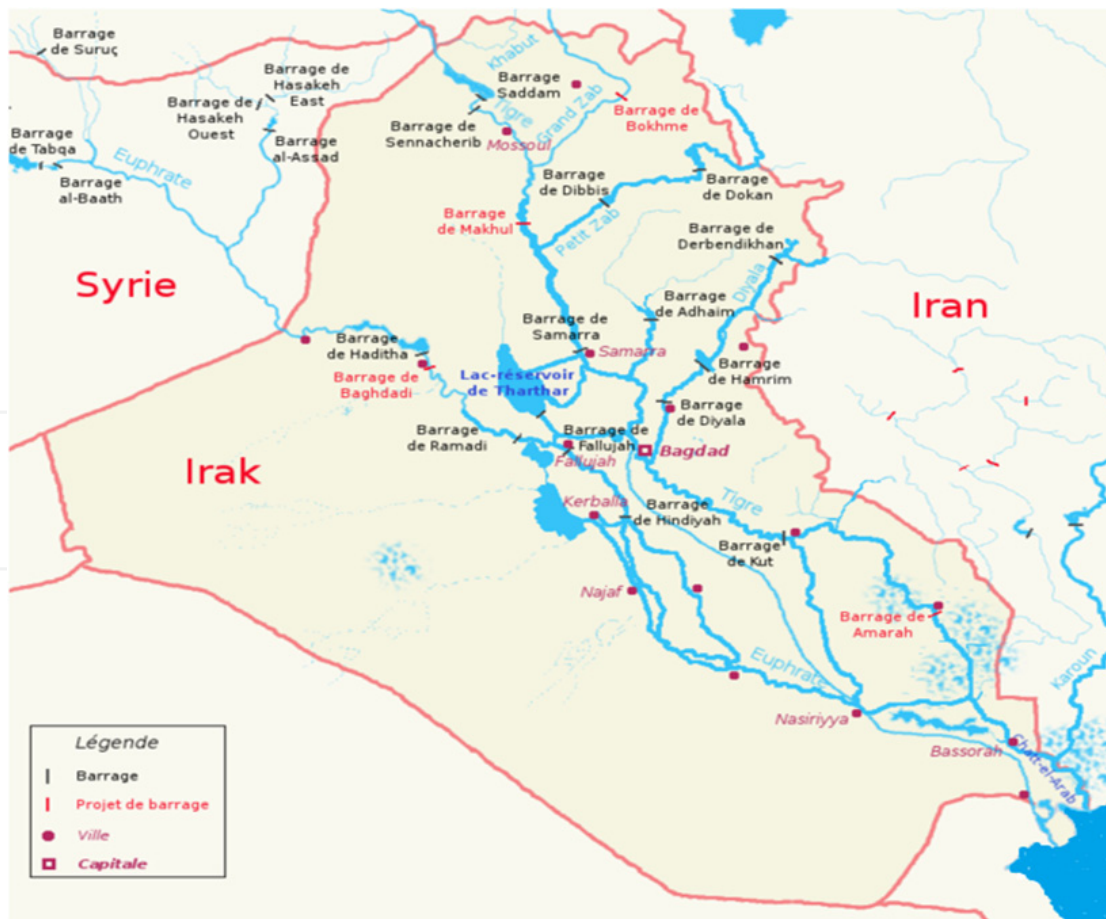 Barrage
de Suruç
Barrage de
Hasakeh
East
Barrage de
Hasakeh
Ouest
Barrage
al-Assad
Barrage
de Tabqa
Barrage
al-Baath
Euphrate
Khabut
Barrage
Saddam
Tigre
Grand Zab
Barrage de
Bokhme
Barrage de
Sennacherib
Mossoul
Barrage
de Dibbis
Barrage
de Dokan
Barrage
de Makhul
Petit Zab
Barrage de
Derbendikhan
Syrie
Diyala
Iran
Barrage
de Adhaim
Barrage de
Samarra
Samarra
Barrage
de Haditha
Barrage de
Baghdadi
Lac-réservoir
de Tharthar
Barrage
de Hamrim
Barrage
de Diyala
Barrage
de Ramadi
Barrage de
Fallujah
Fallujah
Bagdad
Irak
Kerballa
Barrage
de Hindiyah
Tigre
Barrage
de Kut
Najaf
Barrage de
Amarah
Euphrate
Karoun
Nasiriyya
Bassorah
Chatt-el-Arab
Légende
Barrage
Projet de barrage
Ville
Capitale